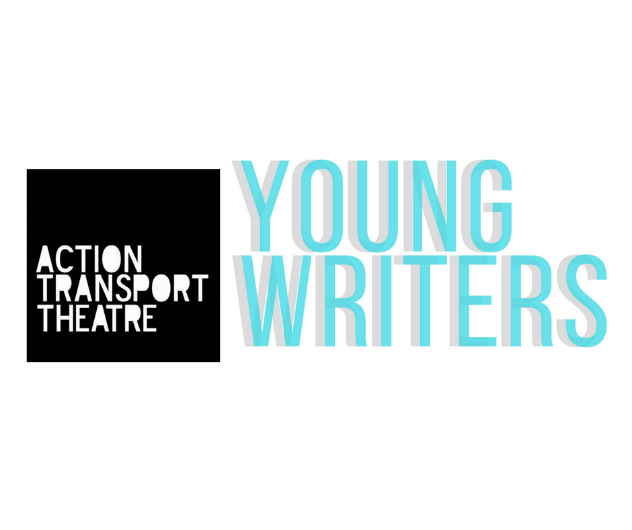 ACTION
TRANSPORT
THEATRE
YOUNG
WRITERS